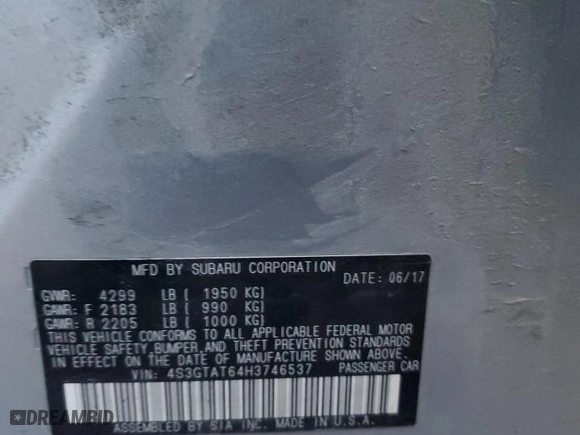 MFD BY SUBARU CORPORATION
DATE: 06/17
GVWR: 4299 LB ( 1950 KG)
GAWR: F 2183 LB ( 990 KG)
GAWR: R 2205 LB ( 1000 KG)
THIS VEHICLE CONFORMS TO ALL APPLICABLE FEDERAL MOTOR
VEHICLE SAFETY, BUMPER, AND THEFT PREVENTION STANDARDS
IN EFFECT ON THE DATE OF MANUFACTURE SHOWN ABOVE.
VIN: 4S3GTAT64H3746537 PASSENGER CAR
ASSEMBLED BY SIA INC. MADE IN U.S.A.
DREAMBID